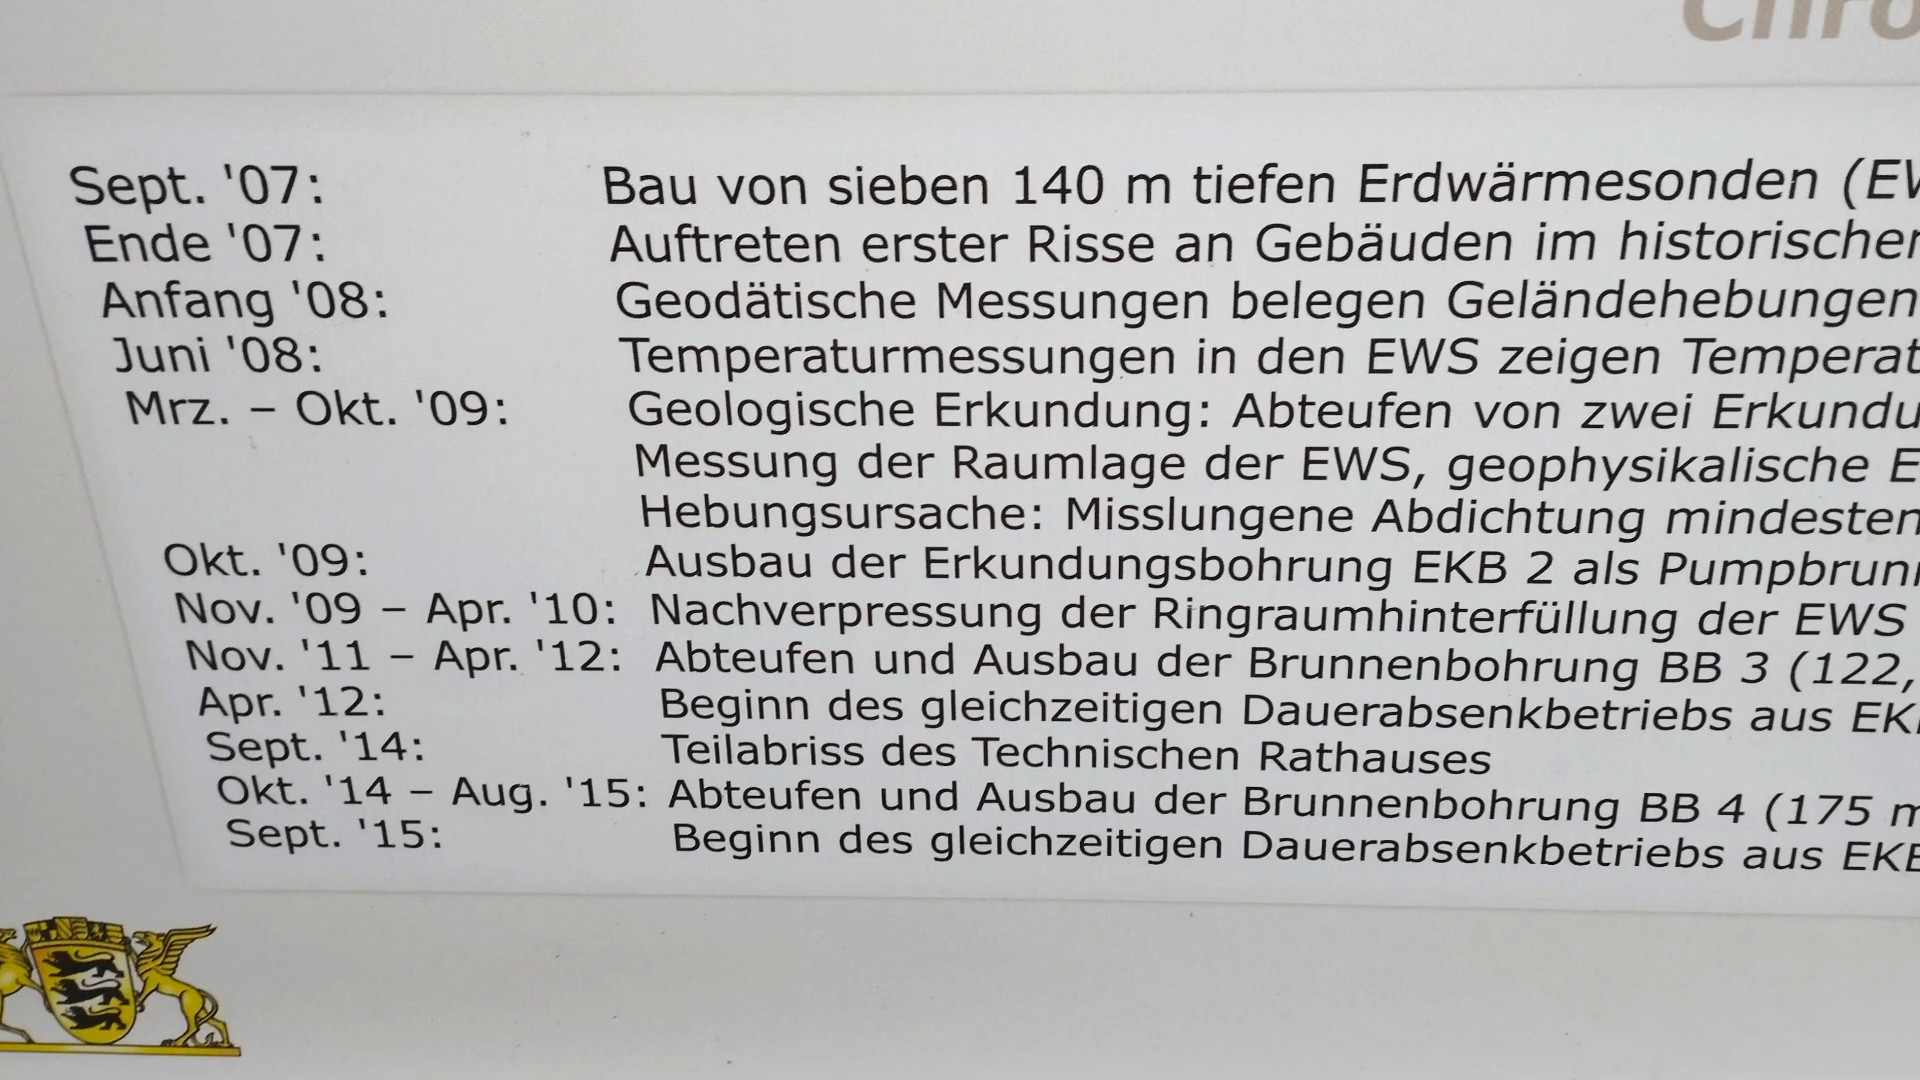 Sept. '07: Bau von sieben 140 m tiefen Erdwärmesonden
Ende '07: Auftreten erster Risse an Gebäuden im
Anfang '08: Geodätische Messungen belegen Geländehebungen
Juni '08: Temperaturmessungen in den EWS zeigen
Mrz. – Okt. '09: Geologische Erkundung: Abteufen von zwei
Messung der Raumlage der EWS, geophysikalische
Hebungsursache: Misslungene Abdichtung
Okt. '09: Ausbau der Erkundungsbohrung EKB 2 als
Nov. '09 – Apr. '10: Nachverpressung der Ringraumhinterfüllung der EWS
Nov. '11 – Apr. '12: Abteufen und Ausbau der Brunnenbohrung BB 3 (122,
Apr. '12: Beginn des gleichzeitigen Dauerabsenkbetriebs aus
Sept. '14: Teilabriss des Technischen Rathauses
Okt. '14 – Aug. '15: Abteufen und Ausbau der Brunnenbohrung BB 4 (175 m
Sept. '15: Beginn des gleichzeitigen Dauerabsenkbetriebs aus